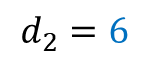 d₂ = 6